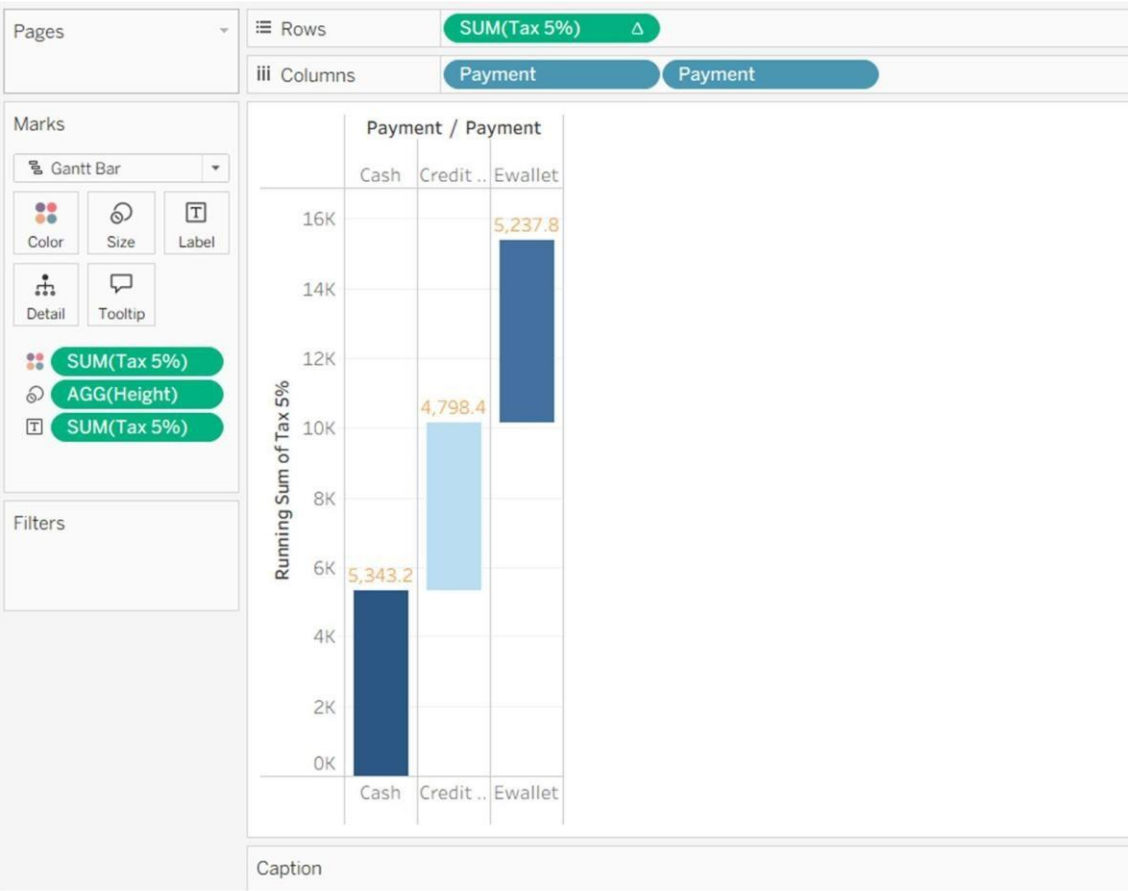 Pages
Rows
SUM(Tax 5%) Δ
iii Columns
Payment
Payment
Marks
Gantt Bar
Color
Size
Label
Detail
Tooltip
SUM(Tax 5%)
AGG(Height)
SUM(Tax 5%)
Filters
Payment / Payment
Cash
Credit ..
Ewallet
16K
14K
12K
10K
8K
6K
4K
2K
0K
Running Sum of Tax 5%
5,343.2
4,798.4
5,237.8
Cash
Credit ..
Ewallet
Caption